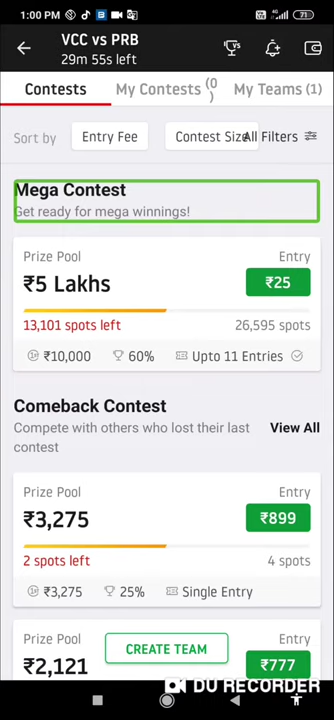 1:00 PM
71
VCC vs PRB
29m 55s left
Contests
My Contests (0)
My Teams (1)
Sort by
Entry Fee
Contest Size
All Filters
Mega Contest
Get ready for mega winnings!
Prize Pool
Entry
₹5 Lakhs
₹25
13,101 spots left
26,595 spots
₹10,000
60%
Upto 11 Entries
Comeback Contest
Compete with others who lost their last
contest
View All
Prize Pool
Entry
₹3,275
₹899
2 spots left
4 spots
₹3,275
25%
Single Entry
Prize Pool
Entry
₹2,121
₹777
CREATE TEAM
DU RECORDER